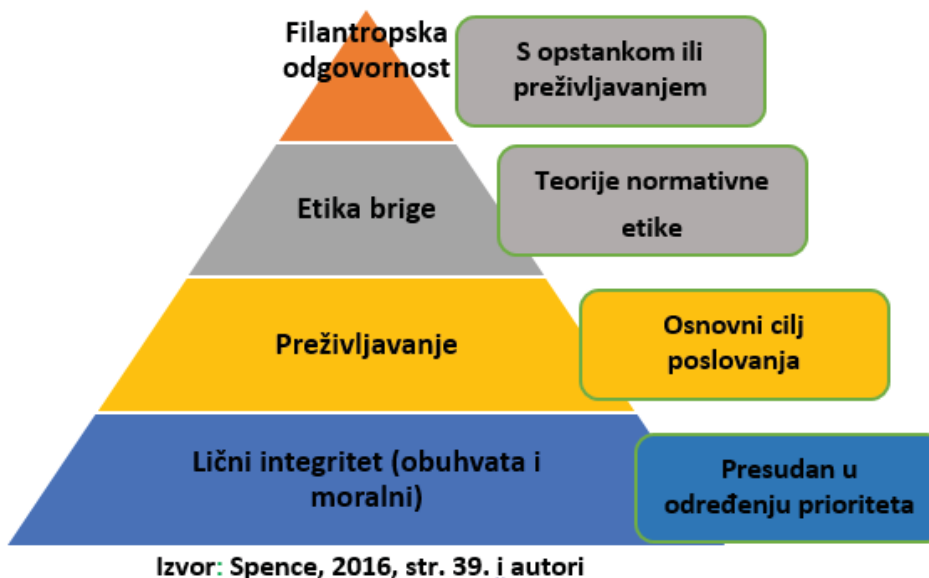 Filantropska
odgovornost
S opstankom ili
preživljavanjem
Etika brige
Teorije normativne
etike
Preživljavanje
Osnovni cilj
poslovanja
Lični integritet (obuhvata i
moralni)
Presudan u
određenju prioriteta
Izvor: Spence, 2016, str. 39. i autori